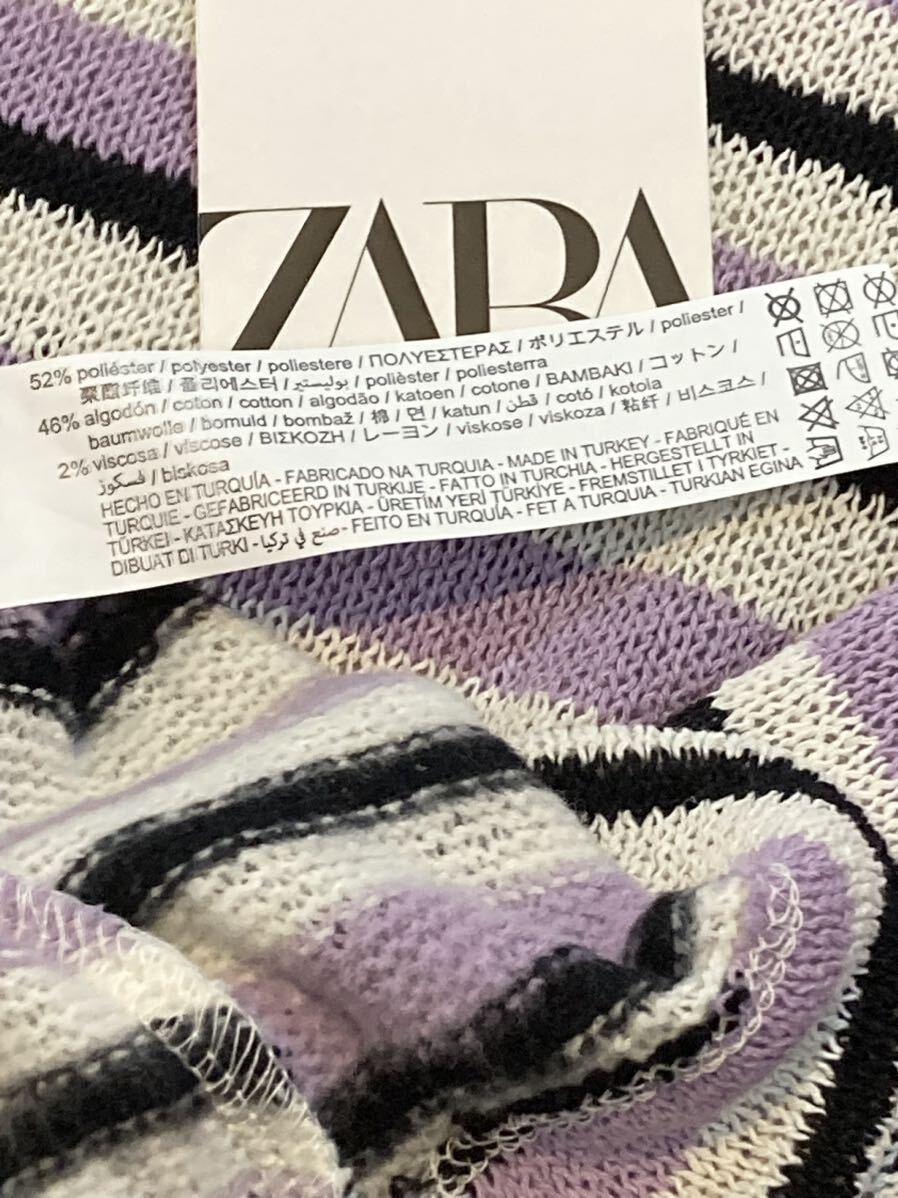 ZARA
52% poliéster / polyester / poliestere / ΠΟΛΥΕΣΤΕΡΑΣ / ポリエステル / poliester /
聚酯纤维 / 폴리에스터 / بوليستير / polièster / poliesterra
46% algodón / coton / cotton / algodão / katoen / cotone / BAMBAKI / コットン /
baumwolle / bomuld / bombaž / 棉 / 면 / katun / قطن / cotó / kotoia
2% viscosa / viscose / ΒΙΣΚΟΖΗ / レーヨン / viskose / viskoza / 粘纤 / 비스코스 /
فسكوز / biskosa
HECHO EN TURQUÍA - FABRICADO NA TURQUIA - MADE IN TURKEY - FABRIQUÉ EN
TURQUIE - GEFABRICEERD IN TURKIJE - FATTO IN TURCHIA - HERGESTELLT IN
TÜRKEI - ΚΑΤΑΣΚΕΥΗ ΤΟΥΡΚΙΑ - ÜRETİM YERİ TÜRKİYE - FREMSTILLET I TYRKIET -
DIBUAT DI TURKI - صنع في تركيا - FEITO EN TURQUÍA - FET A TURQUIA - TURKIAN EGINA